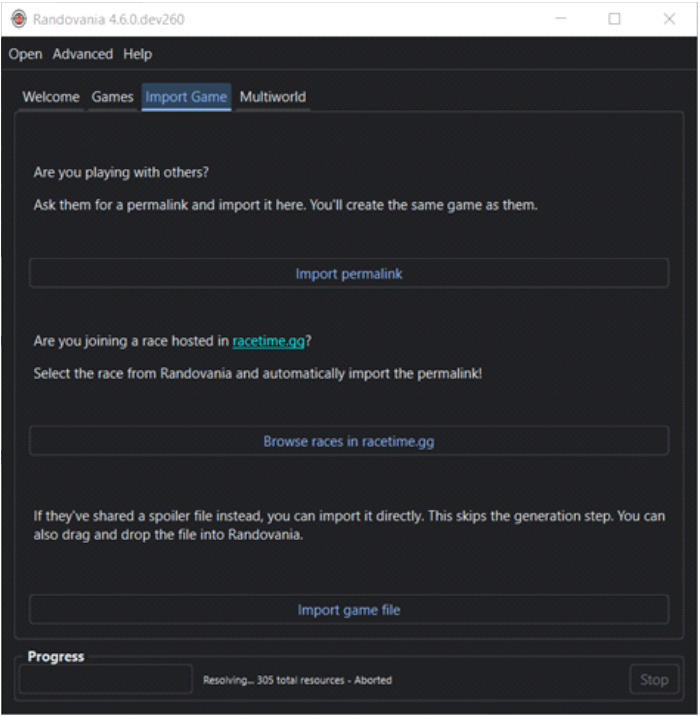 Randovania 4.6.0.dev260
Open Advanced Help
Welcome Games Import Game Multiworld
Are you playing with others?
Ask them for a permalink and import it here. You'll create the same game as them.
Import permalink
Are you joining a race hosted in racetime.gg?
Select the race from Randovania and automatically import the permalink!
Browse races in racetime.gg
If they've shared a spoiler file instead, you can import it directly. This skips the generation step. You can
also drag and drop the file into Randovania.
Import game file
Progress
Resolving... 305 total resources - Aborted
Stop